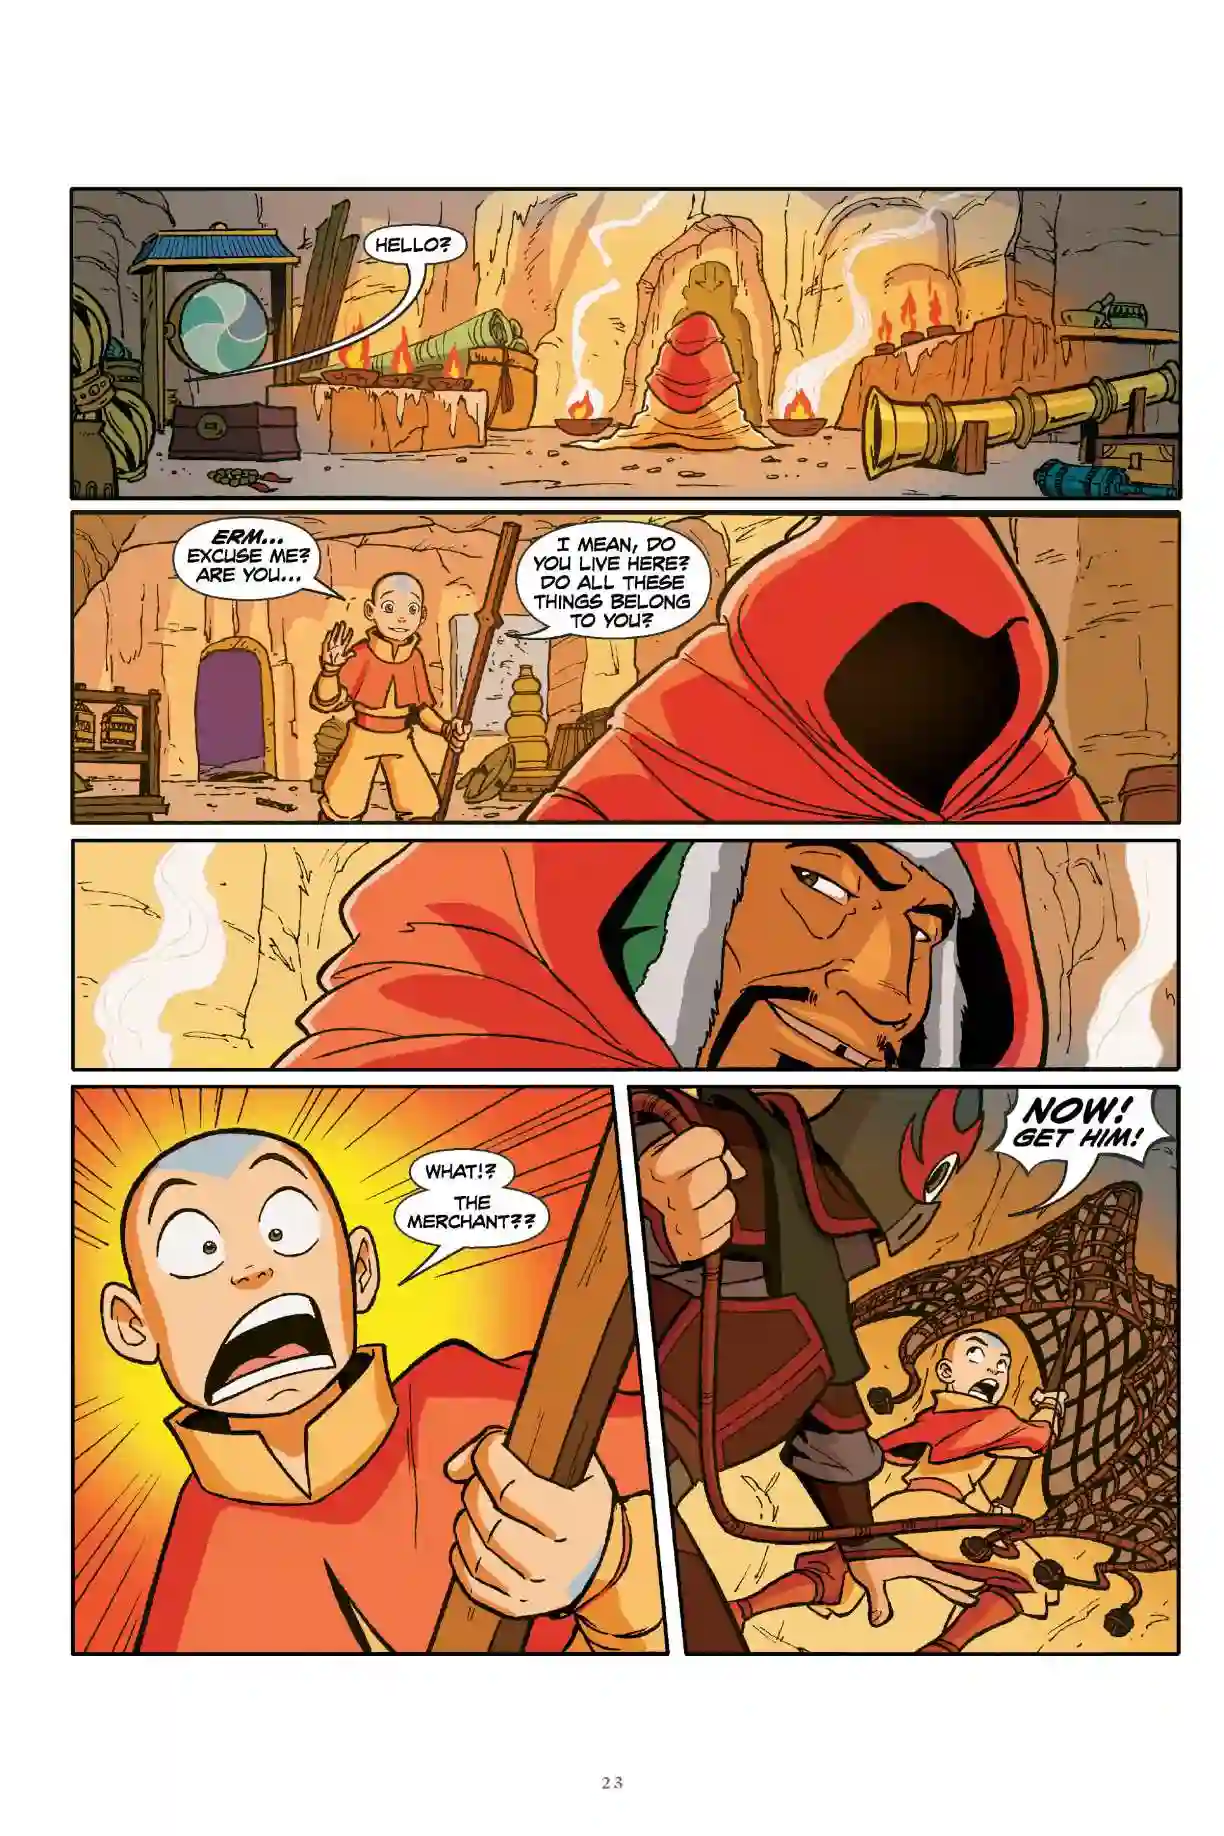 HELLO?
ERM...
EXCUSE ME?
ARE YOU...
I MEAN, DO
YOU LIVE HERE?
DO ALL THESE
THINGS BELONG
TO YOU?
WHAT!?
THE
MERCHANT??
NOW!
GET HIM!
23